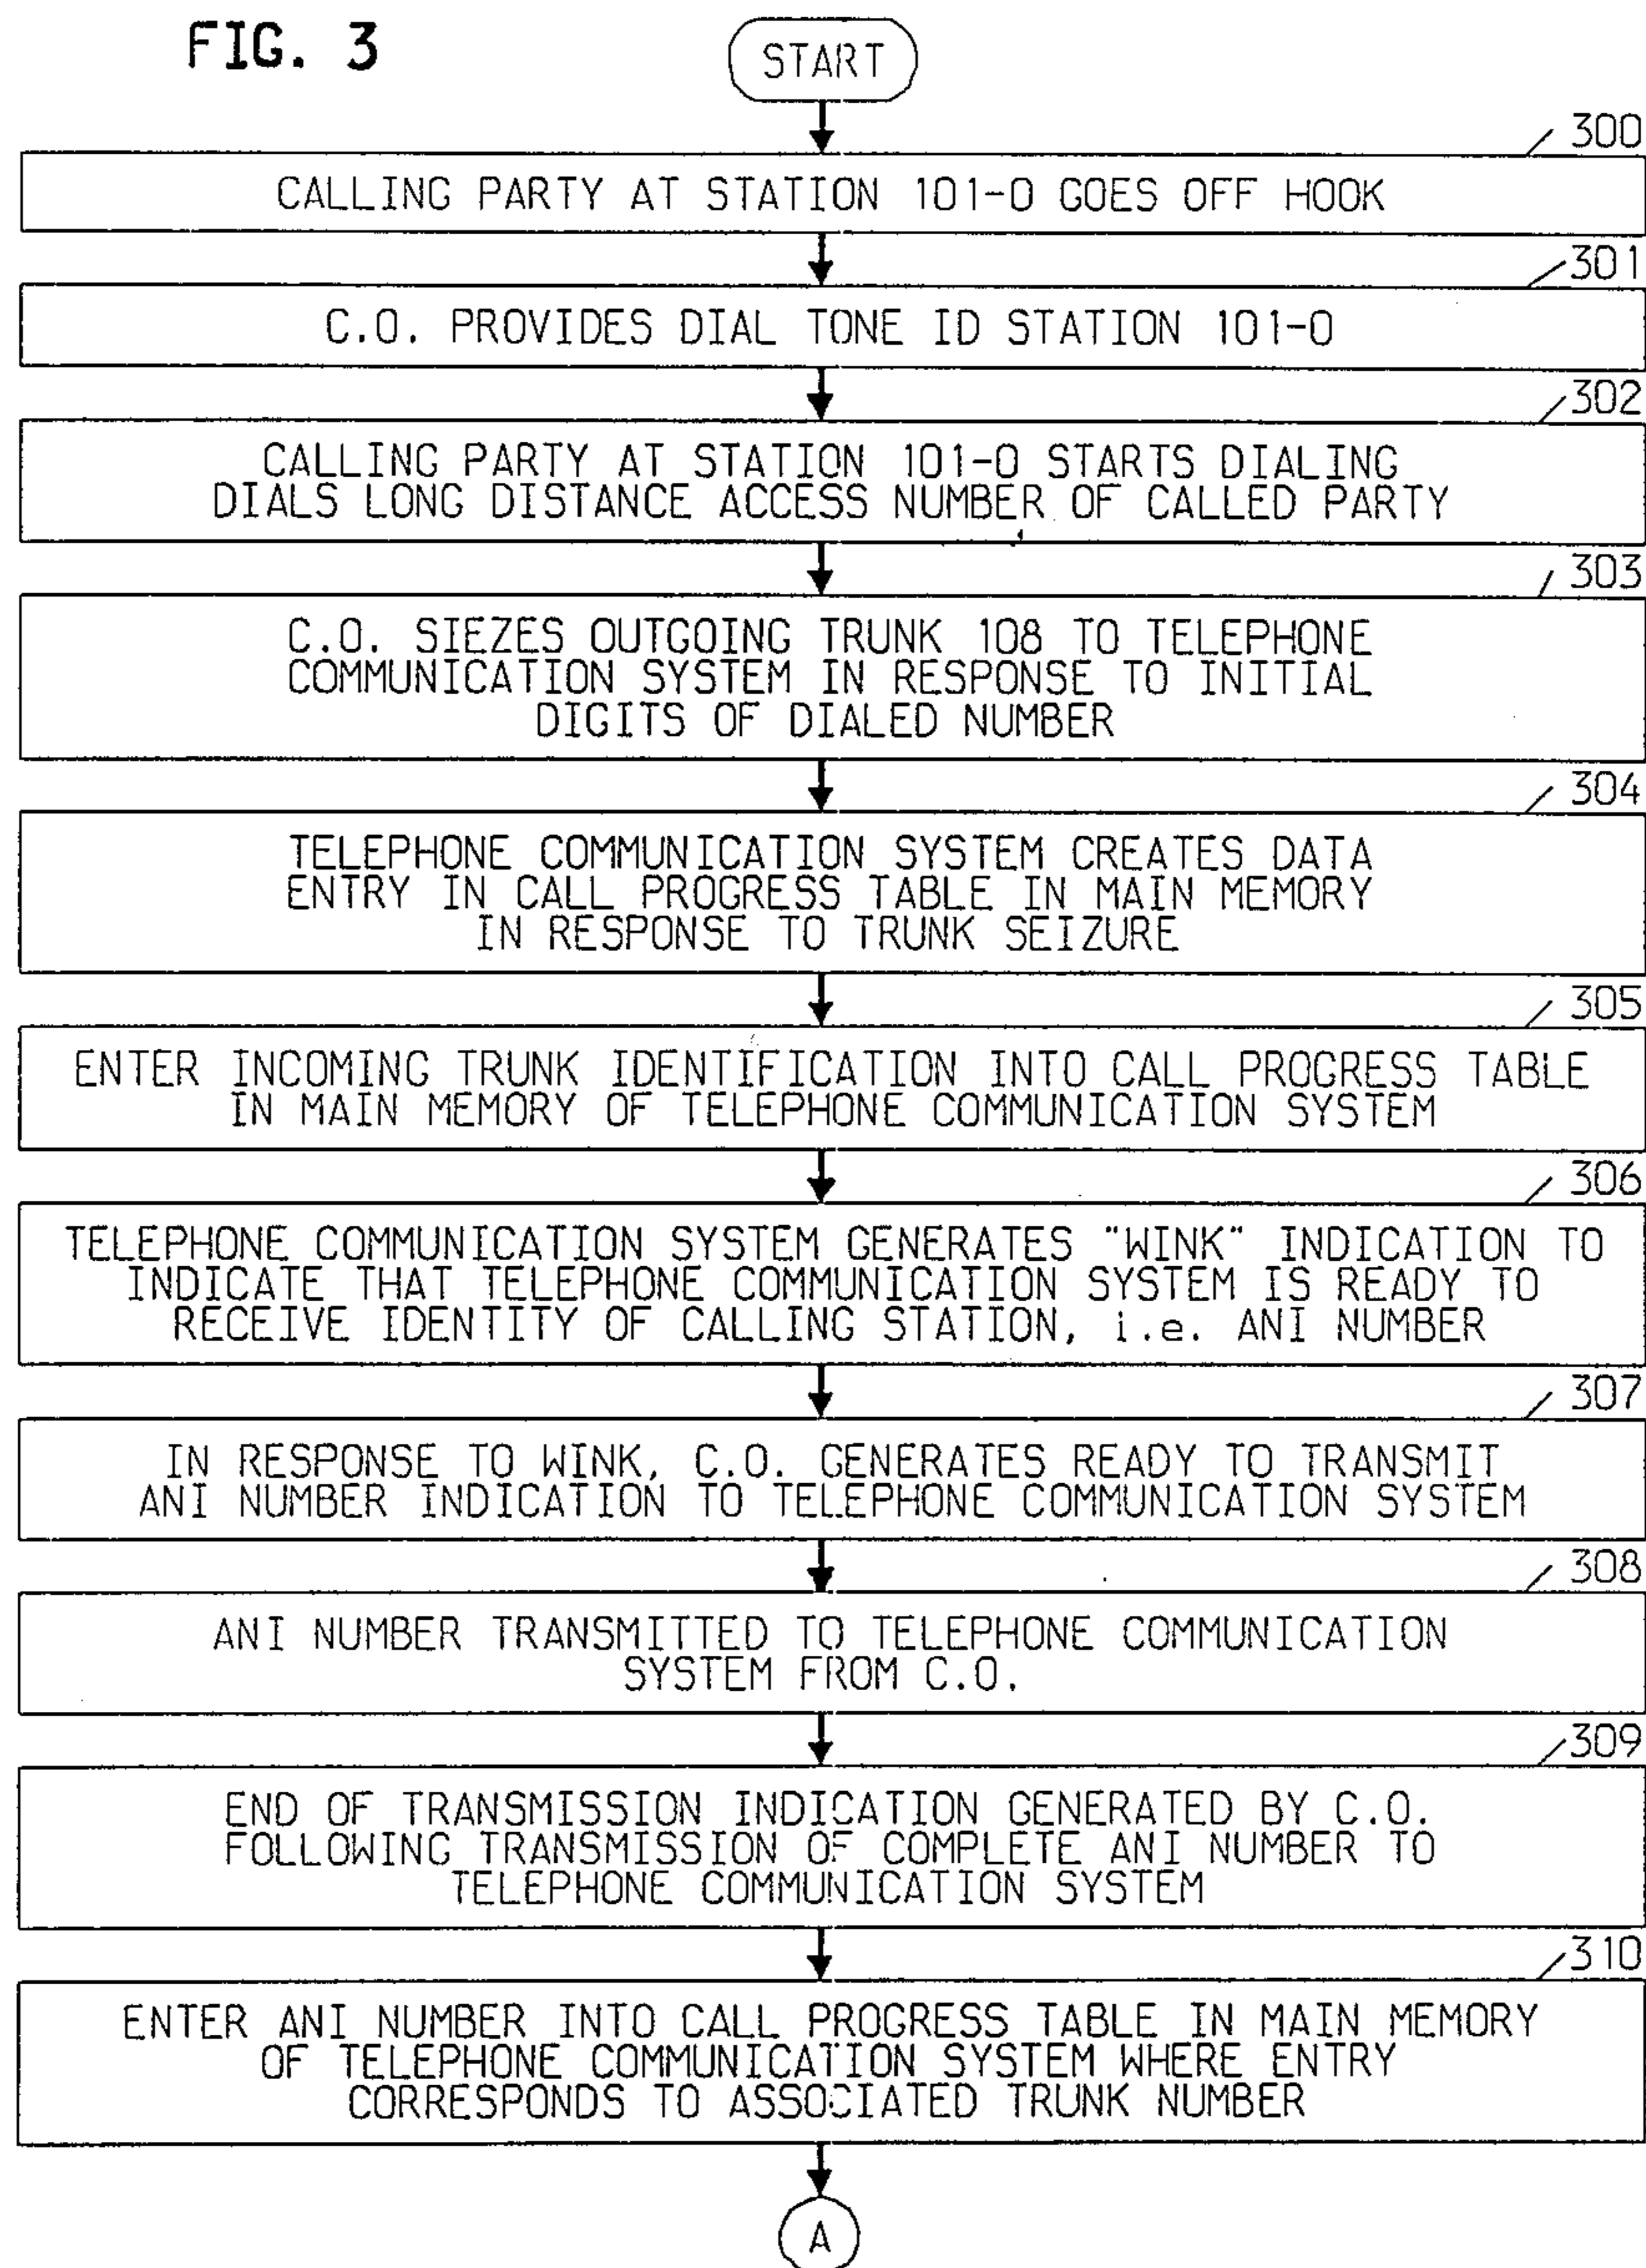 FIG. 3
START
300
CALLING PARTY AT STATION 101-0 GOES OFF HOOK
301
C.O. PROVIDES DIAL TONE ID STATION 101-0
302
CALLING PARTY AT STATION 101-0 STARTS DIALING
DIALS LONG DISTANCE ACCESS NUMBER OF CALLED PARTY
303
C.O. SIEZES OUTGOING TRUNK 108 TO TELEPHONE
COMMUNICATION SYSTEM IN RESPONSE TO INITIAL
DIGITS OF DIALED NUMBER
304
TELEPHONE COMMUNICATION SYSTEM CREATES DATA
ENTRY IN CALL PROGRESS TABLE IN MAIN MEMORY
IN RESPONSE TO TRUNK SEIZURE
305
ENTER INCOMING TRUNK IDENTIFICATION INTO CALL PROGRESS TABLE
IN MAIN MEMORY OF TELEPHONE COMMUNICATION SYSTEM
306
TELEPHONE COMMUNICATION SYSTEM GENERATES "WINK" INDICATION TO
INDICATE THAT TELEPHONE COMMUNICATION SYSTEM IS READY TO
RECEIVE IDENTITY OF CALLING STATION, i.e. ANI NUMBER
307
IN RESPONSE TO WINK, C.O. GENERATES READY TO TRANSMIT
ANI NUMBER INDICATION TO TELEPHONE COMMUNICATION SYSTEM
308
ANI NUMBER TRANSMITTED TO TELEPHONE COMMUNICATION
SYSTEM FROM C.O.
309
END OF TRANSMISSION INDICATION GENERATED BY C.O.
FOLLOWING TRANSMISSION OF COMPLETE ANI NUMBER TO
TELEPHONE COMMUNICATION SYSTEM
310
ENTER ANI NUMBER INTO CALL PROGRESS TABLE IN MAIN MEMORY
OF TELEPHONE COMMUNICATION SYSTEM WHERE ENTRY
CORRESPONDS TO ASSOCIATED TRUNK NUMBER
A